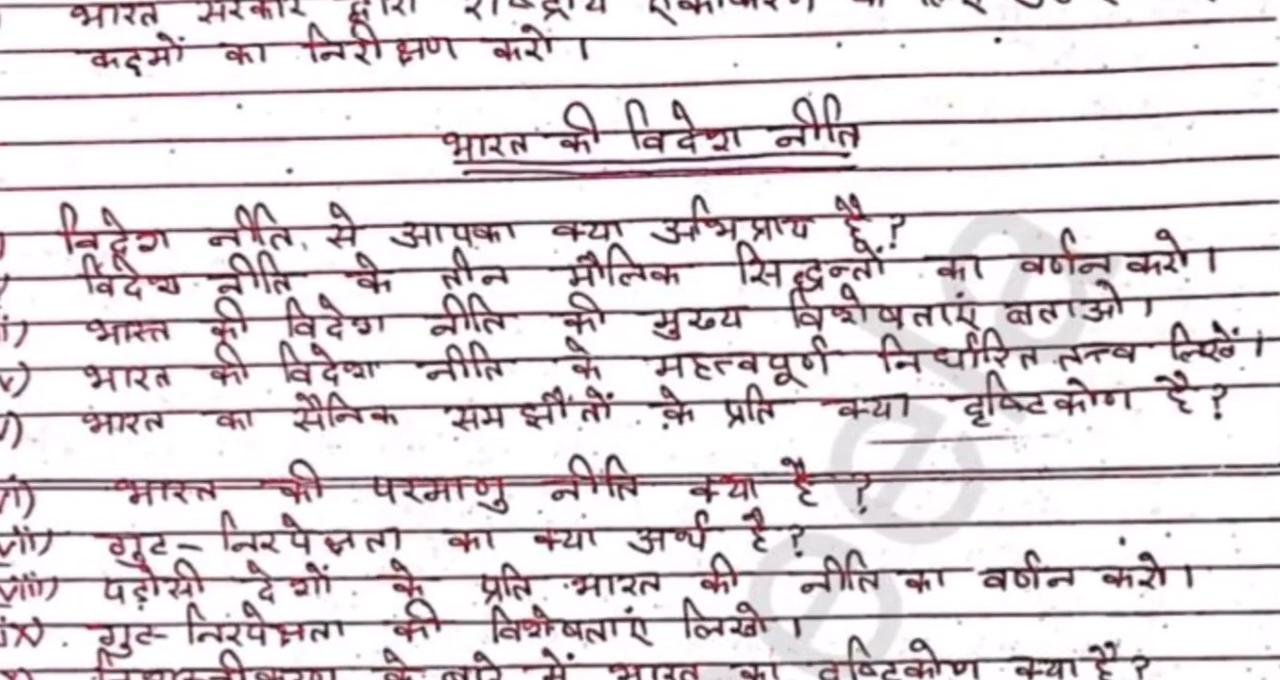 भारत सरकार द्वारा राष्ट्रीय एकीकरण के लिए
कदमों का निरीक्षण करो।
भारत की विदेश नीति
विदेश नीति से आपका क्या अभिप्राय है?
विदेश नीति के तीन मौलिक सिद्धान्तों का वर्णन करो।
भारत की विदेश नीति की मुख्य विशेषताएं बताओ।
भारत की विदेश नीति के महत्वपूर्ण निर्धारित तत्व लिखें।
भारत का सैनिक समझौतों के प्रति क्या दृष्टिकोण है?
vi) भारत की परमाणु नीति क्या है?
vii) गुट-निरपेक्षता का क्या अर्थ है?
viii) पड़ोसी देशों के प्रति भारत की नीति का वर्णन करो।
ix) गुट-निरपेक्षता की विशेषताएं लिखो।
के बारे में भारत का दृष्टिकोण क्या है?